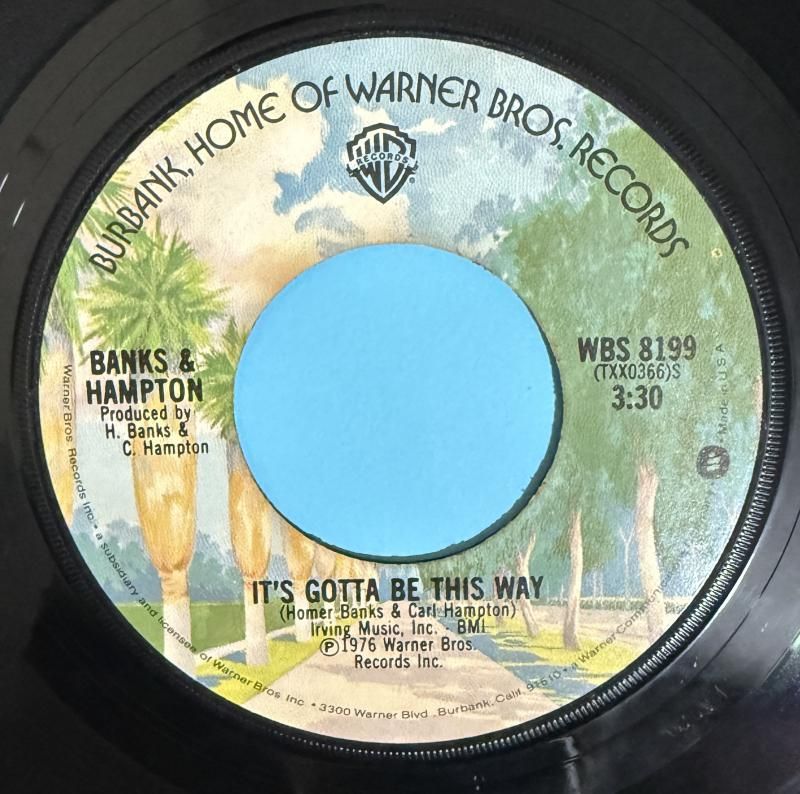 BURBANK, HOME OF WARNER BROS. RECORDS
WB
RECORDS
®
BANKS &
HAMPTON
Produced by
H. Banks &
C. Hampton
WBS 8199
(TXX0366)S
3:30
Made in U.S.A.
IT'S GOTTA BE THIS WAY
(Homer Banks & Carl Hampton)
Irving Music, Inc. - BMI
Ⓟ1976 Warner Bros.
Records Inc.
Warner Bros. Records Inc. • a subsidiary and licensee of Warner Bros. Inc. • 3300 Warner Blvd., Burbank, Calif. 91510 • a Warner Communications